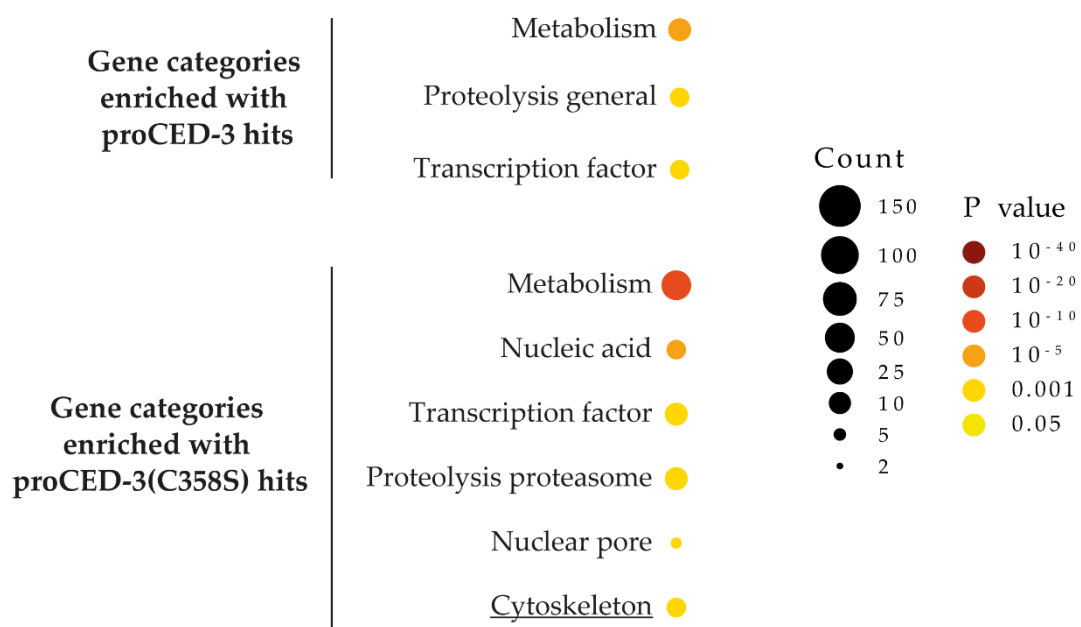 Gene categories
enriched with
proCED-3 hits
Metabolism
Proteolysis general
Transcription factor
Gene categories
enriched with
proCED-3(C358S) hits
Metabolism
Nucleic acid
Transcription factor
Proteolysis proteasome
Nuclear pore
Cytoskeleton
Count
150
100
75
50
25
10
5
2
P value
10⁻⁴⁰
10⁻²⁰
10⁻¹⁰
10⁻⁵
0.001
0.05